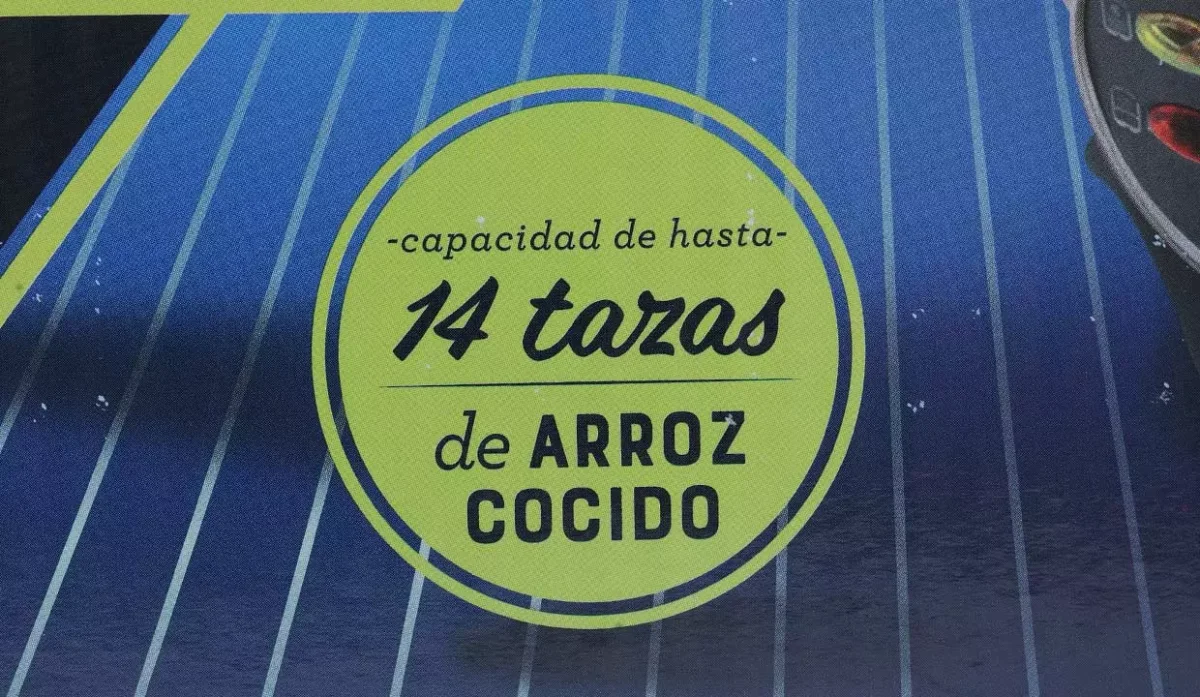 -capacidad de hasta-
14 tazas
de ARROZ
COCIDO